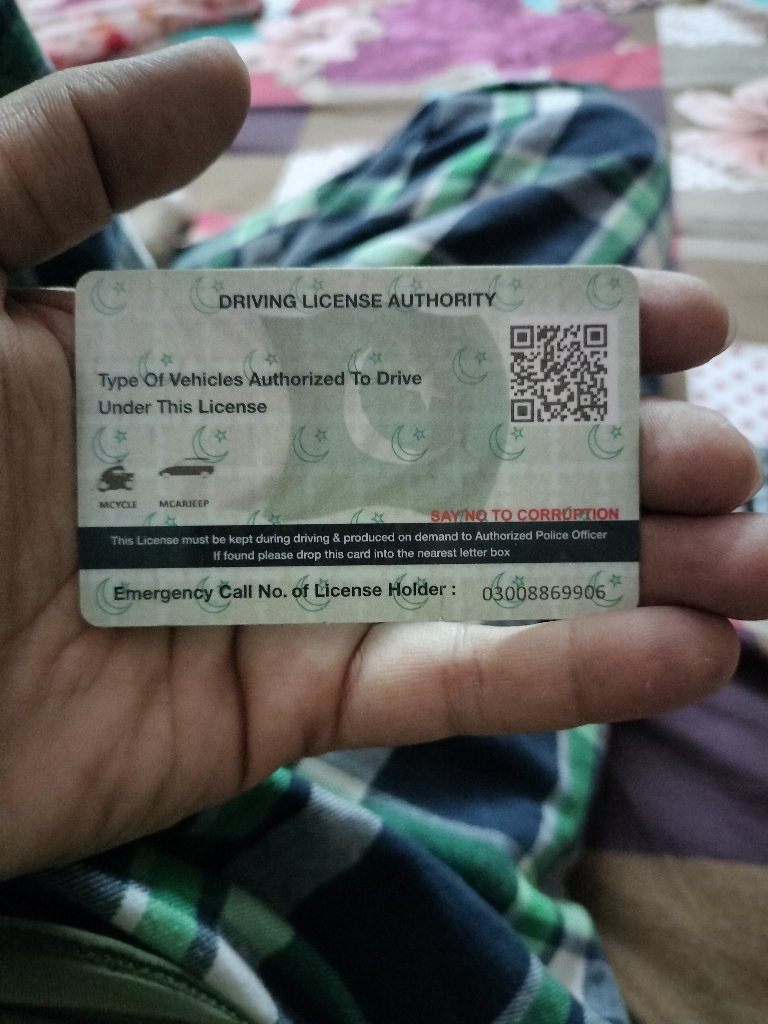 DRIVING LICENSE AUTHORITY
Type Of Vehicles Authorized To Drive
Under This License
MCYCLE MCARJEEP
SAY NO TO CORRUPTION
This License must be kept during driving & produced on demand to Authorized Police Officer
If found please drop this card into the nearest letter box
Emergency Call No. of License Holder : 03008869906